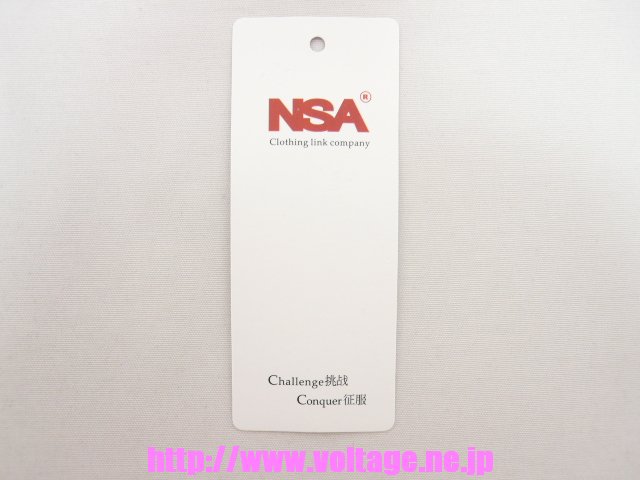 NSA®
Clothing link company
Challenge挑战
Conquer征服
http://www.voltage.ne.jp